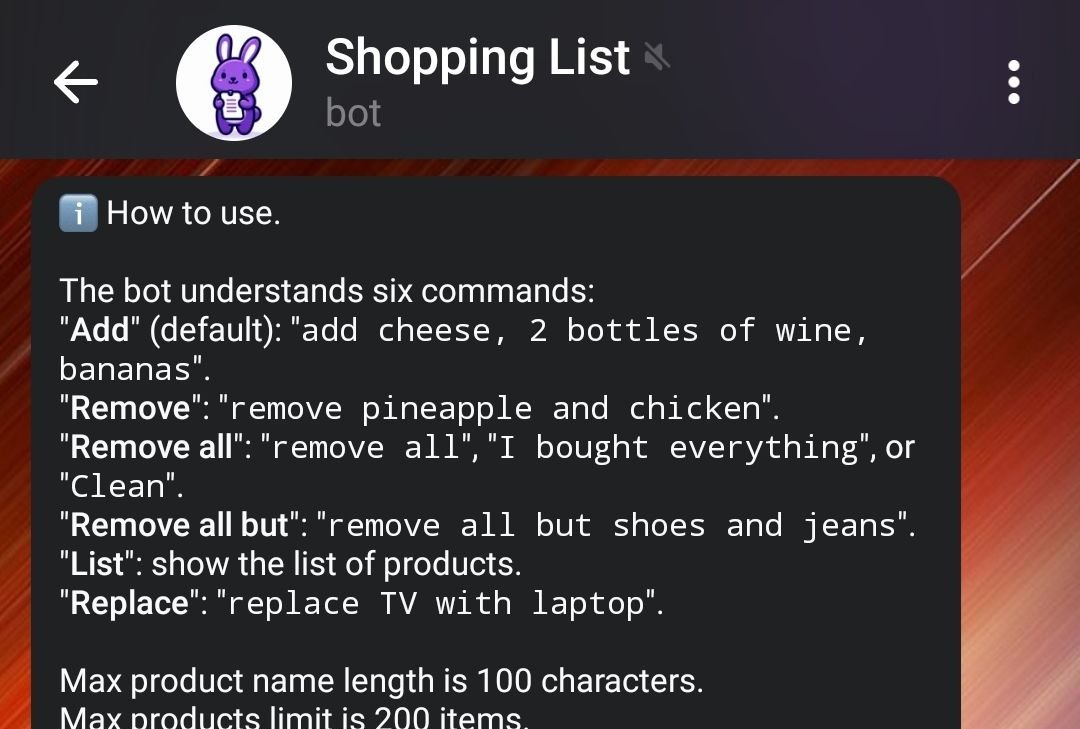 Shopping List
bot
i How to use.
The bot understands six commands:
"Add" (default): "add cheese, 2 bottles of wine,
bananas".
"Remove": "remove pineapple and chicken".
"Remove all": "remove all", "I bought everything", or
"Clean".
"Remove all but": "remove all but shoes and jeans".
"List": show the list of products.
"Replace": "replace TV with laptop".
Max product name length is 100 characters.
Max products limit is 200 items.